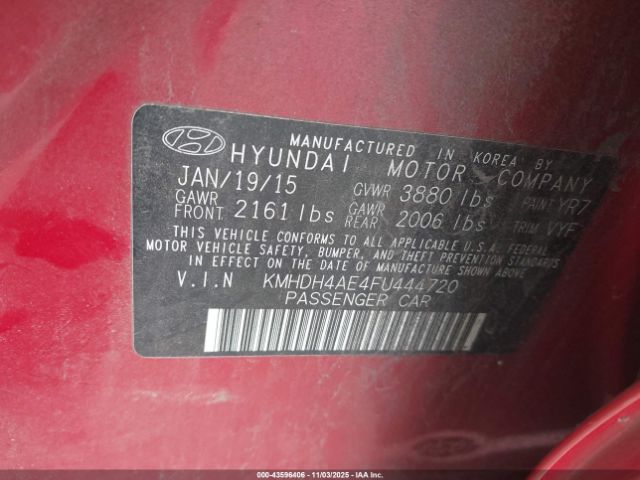 MANUFACTURED IN KOREA BY
HYUNDAI MOTOR COMPANY
JAN/19/15 GVWR 3880 lbs PAINT YR7
GAWR FRONT 2161 lbs GAWR REAR 2006 lbs TRIM VYF
THIS VEHICLE CONFORMS TO ALL APPLICABLE U.S.A. FEDERAL
MOTOR VEHICLE SAFETY, BUMPER, AND THEFT PREVENTION STANDARDS
IN EFFECT ON THE DATE OF MANUFACTURE SHOWN ABOVE.
V.I.N KMHDH4AE4FU444720
PASSENGER CAR
000-43596406 - 11/03/2025 - IAAI Inc.